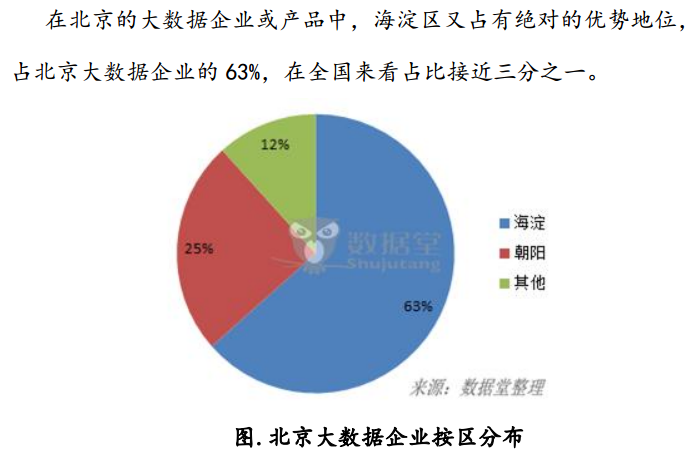 在北京的大数据企业或产品中，海淀区又占有绝对的优势地位，
占北京大数据企业的 63%，在全国来看占比接近三分之一。
12%
海淀
数据堂
朝阳
25%
Shujutang
其他
63%
来源：数据堂整理
图.北京大数据企业按区分布